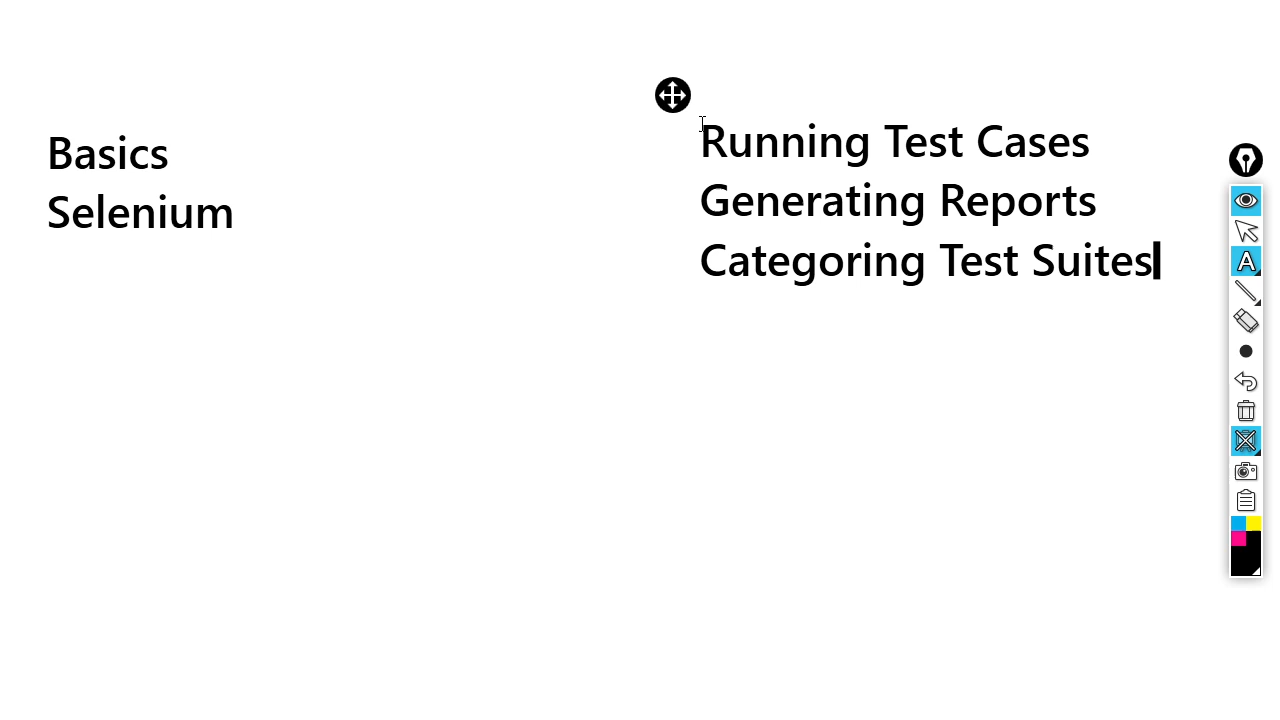 Basics
Selenium
Running Test Cases
Generating Reports
Categoring Test Suites